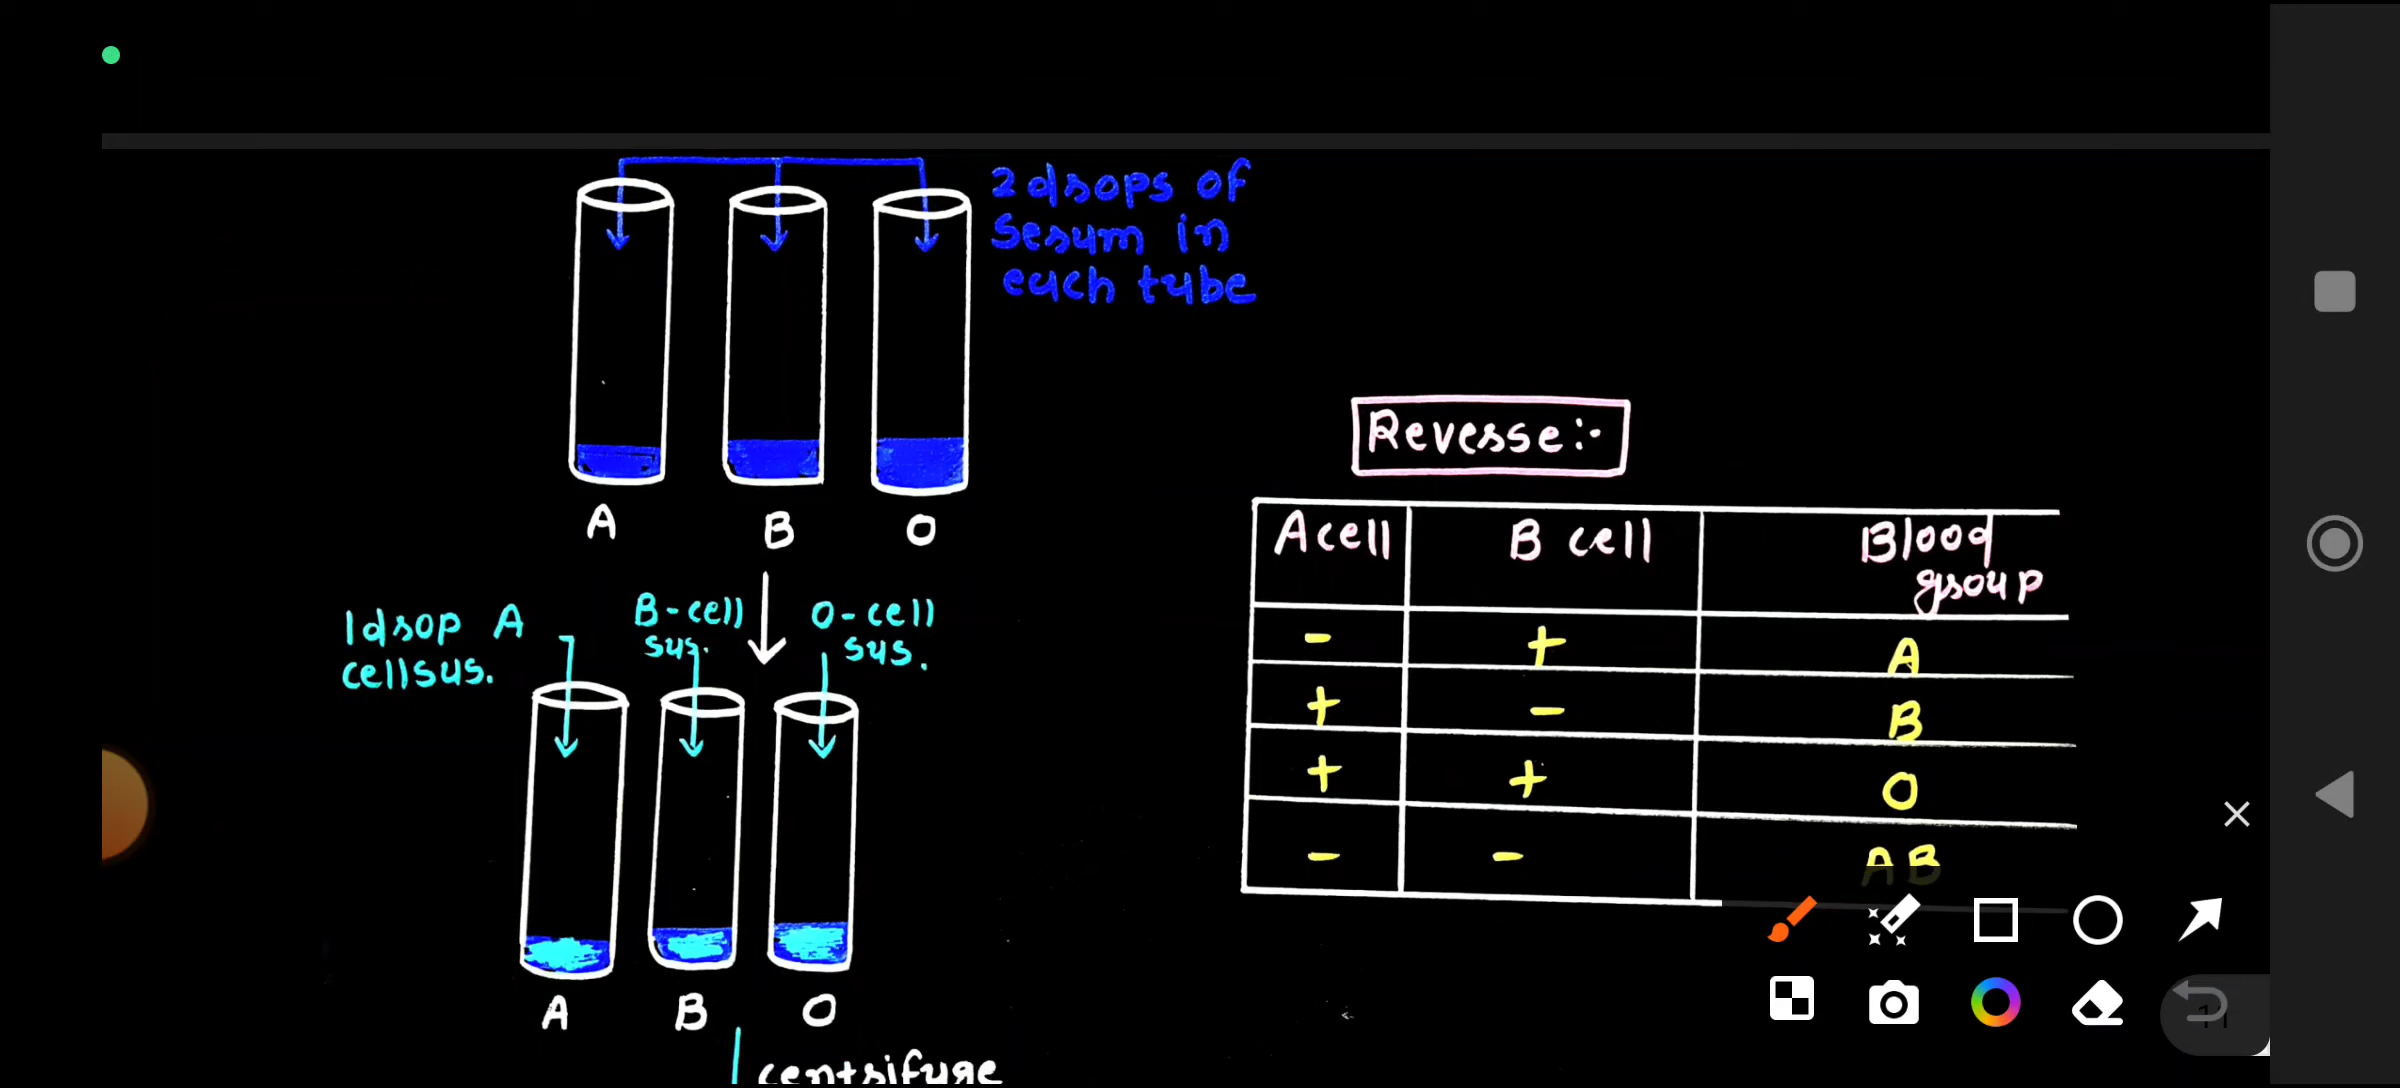 2 drops of
serum in
each tube
A B O
1 drop A
cell sus.
B-cell
sus.
O-cell
sus.
A B O
centrifuge
Reverse:-
A cell B cell Blood
group
- + A
+ - B
+ + O
- - AB
11